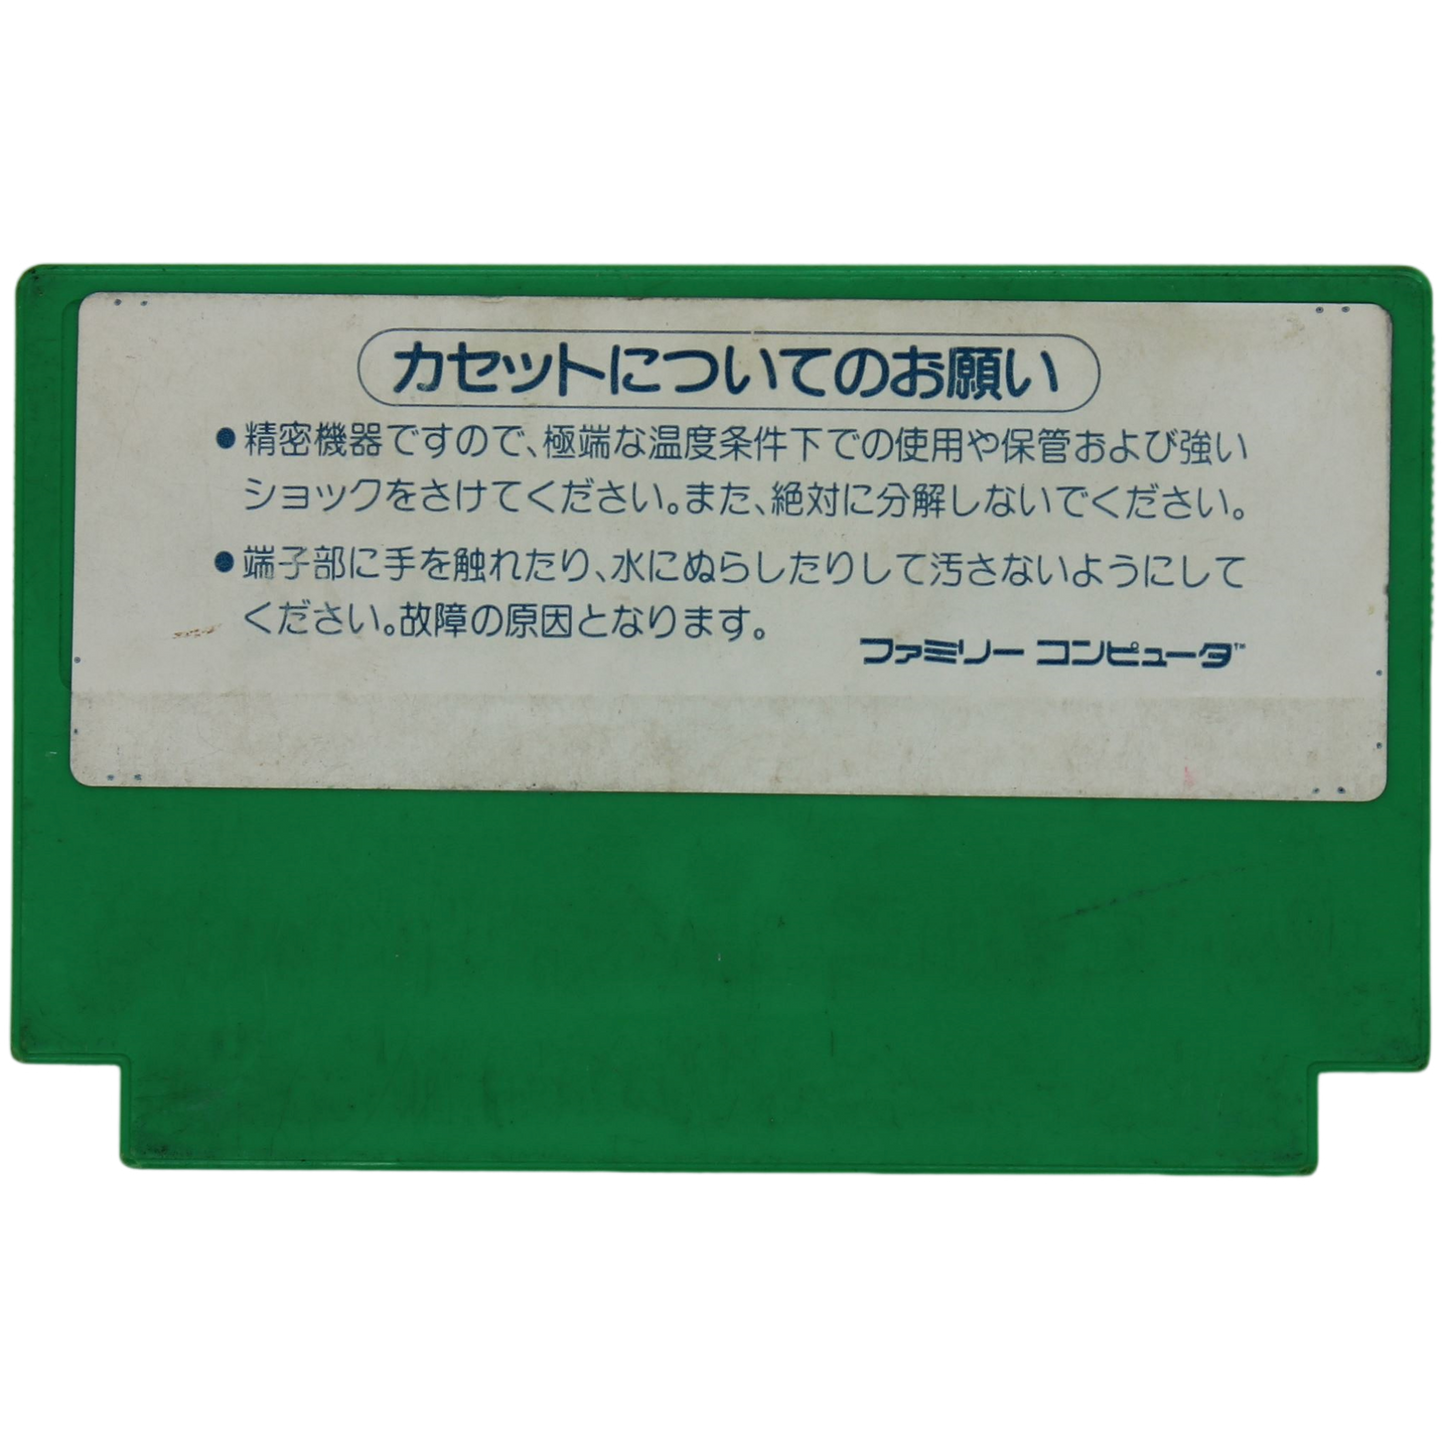 カセットについてのお願い
●精密機器ですので、極端な温度条件下での使用や保管および強い
ショックをさけてください。また、絶対に分解しないでください。
●端子部に手を触れたり、水にぬらしたりして汚さないようにして
ください。故障の原因となります。
ファミリー コンピュータ™